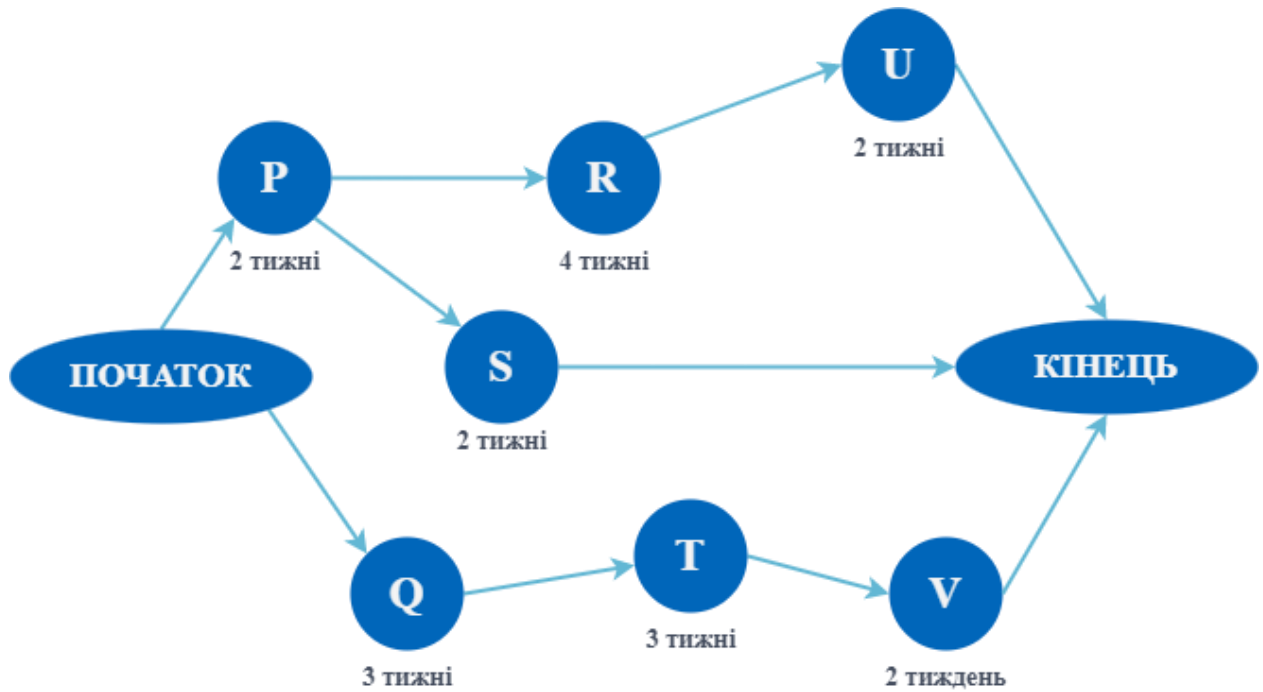 U
2 тижні
P
2 тижні
R
4 тижні
ПОЧАТОК
S
2 тижні
КІНЕЦЬ
Q
3 тижні
T
3 тижні
V
2 тиждень